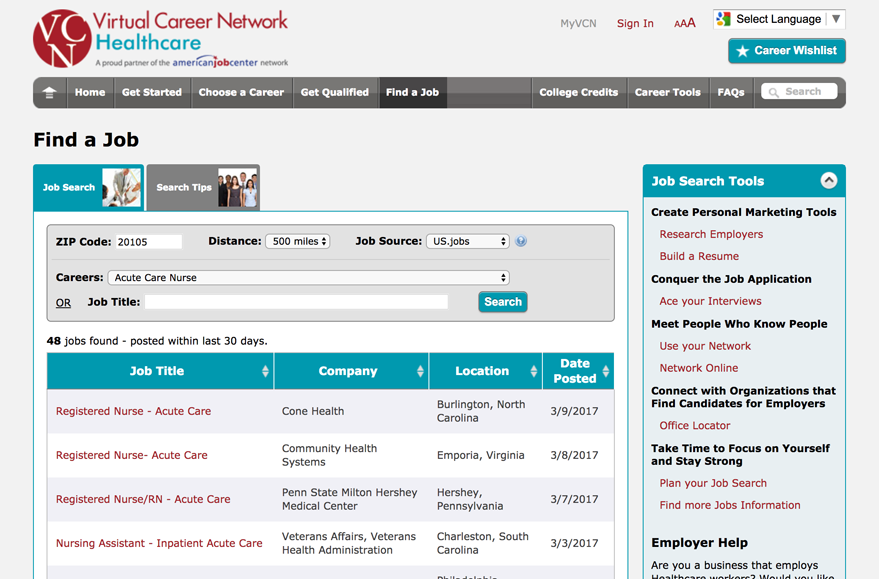 VCN
Virtual Career Network
Healthcare
A proud partner of the americanjobcenter network
MyVCN
Sign In
AAA
Select Language ▼
Career Wishlist
Home
Get Started
Choose a Career
Get Qualified
Find a Job
College Credits
Career Tools
FAQs
Search
Find a Job
Job Search
Search Tips
ZIP Code: 20105
Distance: 500 miles
Job Source: US.jobs
?
Careers: Acute Care Nurse
OR Job Title:
Search
48 jobs found - posted within last 30 days.
Job Title
Company
Location
Date
Posted
Registered Nurse - Acute Care
Cone Health
Burlington, North
Carolina
3/9/2017
Registered Nurse- Acute Care
Community Health
Systems
Emporia, Virginia
3/8/2017
Registered Nurse/RN - Acute Care
Penn State Milton Hershey
Medical Center
Hershey,
Pennsylvania
3/7/2017
Nursing Assistant - Inpatient Acute Care
Veterans Affairs, Veterans
Health Administration
Charleston, South
Carolina
3/3/2017
Philadelphia
Job Search Tools
Create Personal Marketing Tools
Research Employers
Build a Resume
Conquer the Job Application
Ace your Interviews
Meet People Who Know People
Use your Network
Network Online
Connect with Organizations that
Find Candidates for Employers
Office Locator
Take Time to Focus on Yourself
and Stay Strong
Plan your Job Search
Find more Jobs Information
Employer Help
Are you a business that employs
Healthcare workers? Would you like